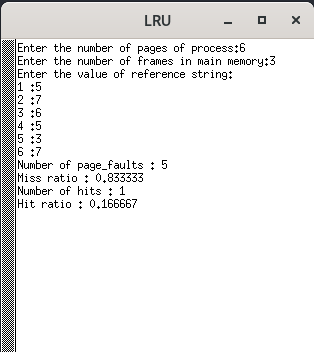 LRU
Enter the number of pages of process:6
Enter the number of frames in main memory:3
Enter the value of reference string:
1 :5
2 :7
3 :6
4 :5
5 :3
6 :7
Number of page_faults : 5
Miss ratio : 0.833333
Number of hits : 1
Hit ratio : 0.166667